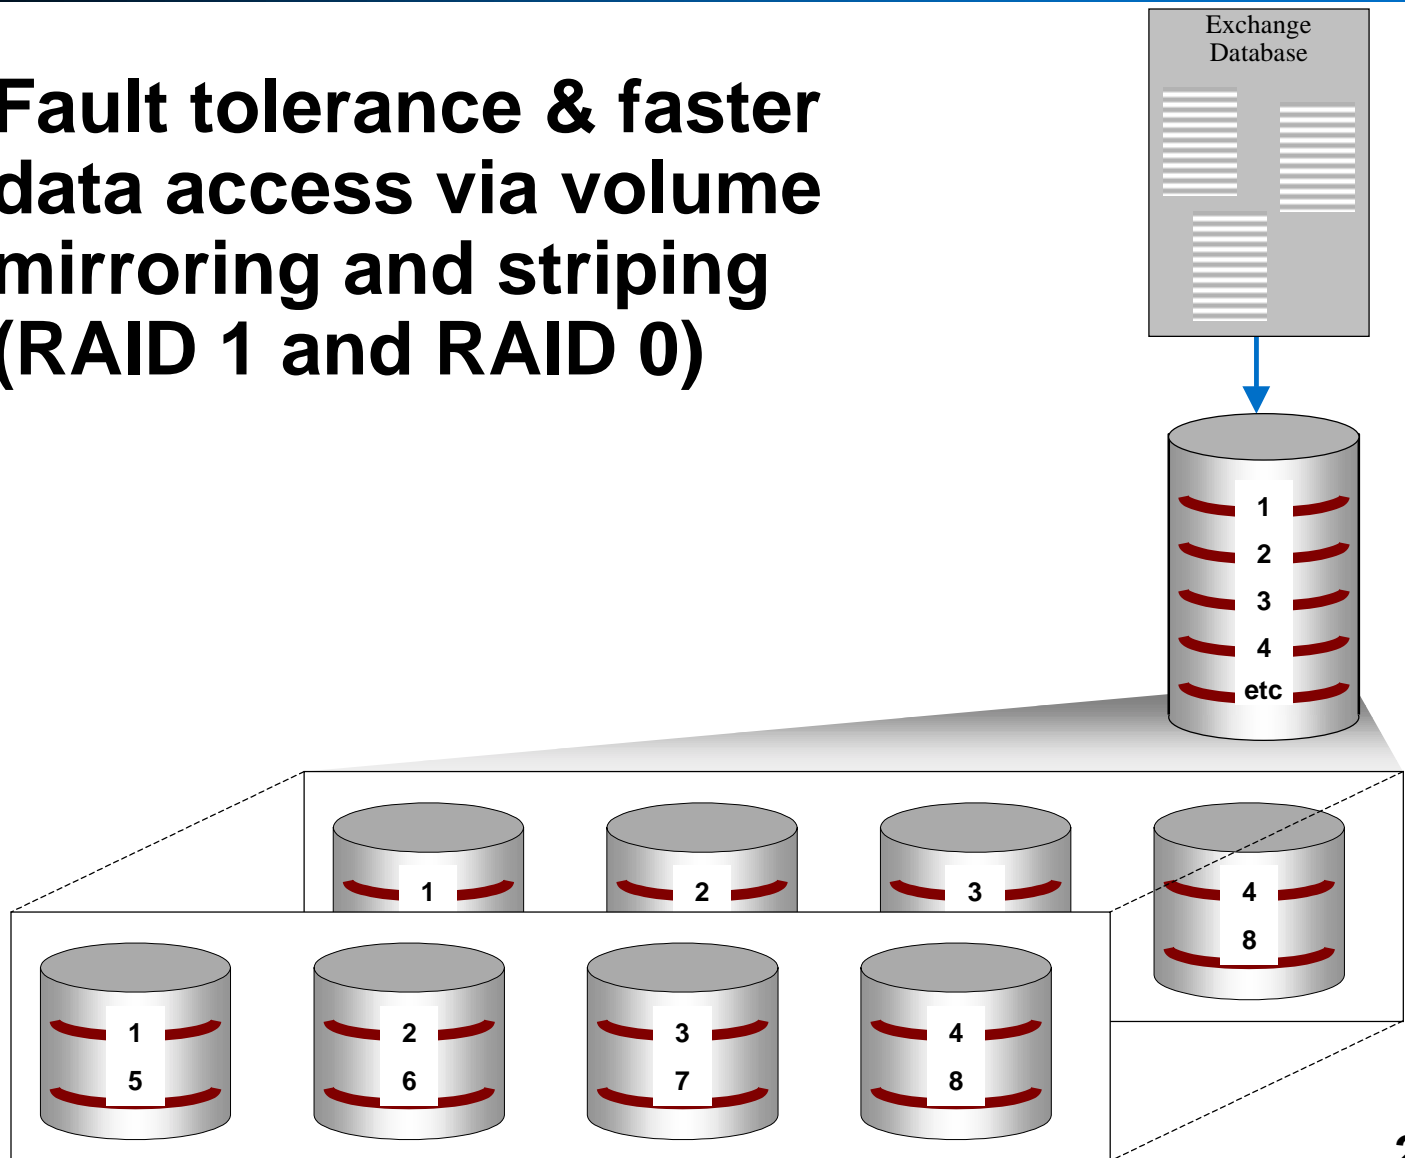 Exchange
Database
Fault tolerance & faster
data access via volume
mirroring and striping
(RAID 1 and RAID 0)
1
2
3
4
etc
1
2
3
4
8
1
2
3
4
5
6
7
8